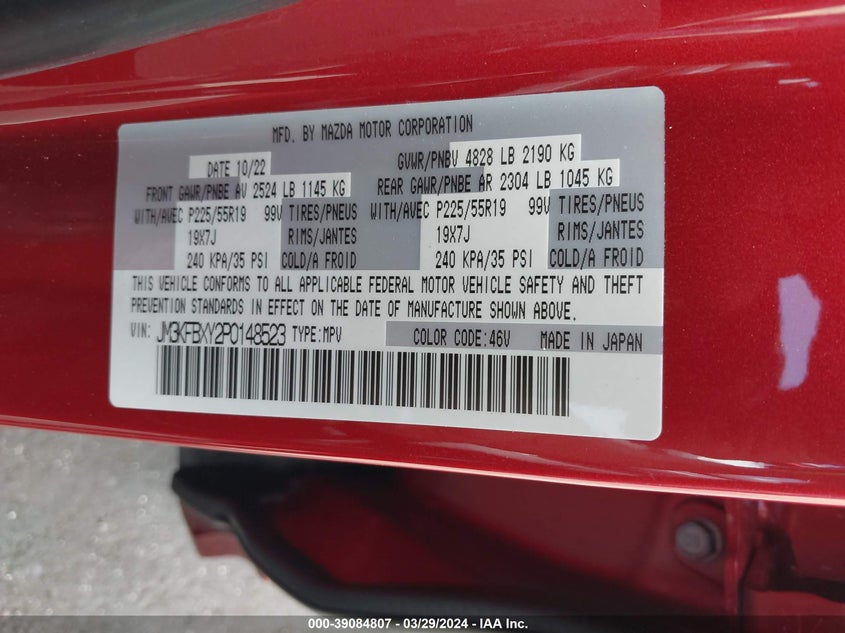 MFD. BY MAZDA MOTOR CORPORATION
DATE 10/22 GVWR/PNBV 4828 LB 2190 KG
FRONT GAWR/PNBE AV 2524 LB 1145 KG REAR GAWR/PNBE AR 2304 LB 1045 KG
WITH/AVEC P225/55R19 99V TIRES/PNEUS WITH/AVEC P225/55R19 99V TIRES/PNEUS
19X7J RIMS/JANTES 19X7J RIMS/JANTES
240 KPA/35 PSI COLD/A FROID 240 KPA/35 PSI COLD/A FROID
THIS VEHICLE CONFORMS TO ALL APPLICABLE FEDERAL MOTOR VEHICLE SAFETY AND THEFT
PREVENTION STANDARDS IN EFFECT ON THE DATE OF MANUFACTURE SHOWN ABOVE.
VIN: JM3KFBXY2P0148523 TYPE:MPV COLOR CODE:46V MADE IN JAPAN
000-39084807 - 03/29/2024 - IAA Inc.